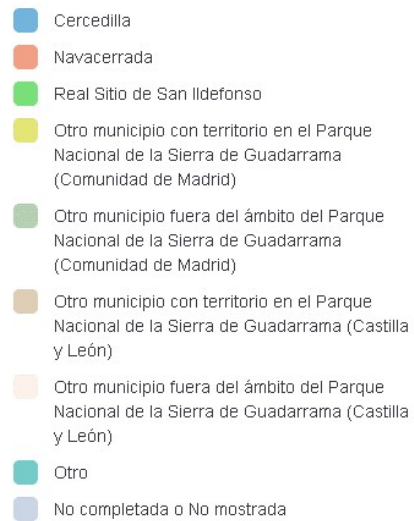 Cercedilla
Navacerrada
Real Sitio de San Ildefonso
Otro municipio con territorio en el Parque
Nacional de la Sierra de Guadarrama
(Comunidad de Madrid)
Otro municipio fuera del ámbito del Parque
Nacional de la Sierra de Guadarrama
(Comunidad de Madrid)
Otro municipio con territorio en el Parque
Nacional de la Sierra de Guadarrama (Castilla
y León)
Otro municipio fuera del ámbito del Parque
Nacional de la Sierra de Guadarrama (Castilla
y León)
Otro
No completada o No mostrada